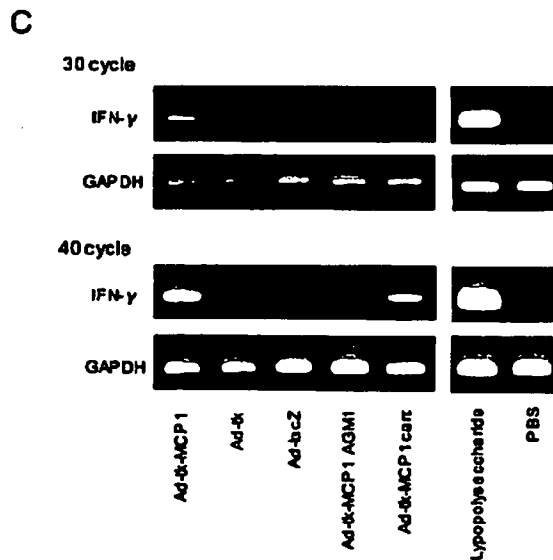 C
30 cycle
IFN-γ
GAPDH
40 cycle
IFN-γ
GAPDH
Ad-tk-MCP1
Ad-tk
Ad-lacZ
Ad-tk-MCP1 AGM1
Ad-tk-MCP1 carc
Lypopolysaccharide
PBS